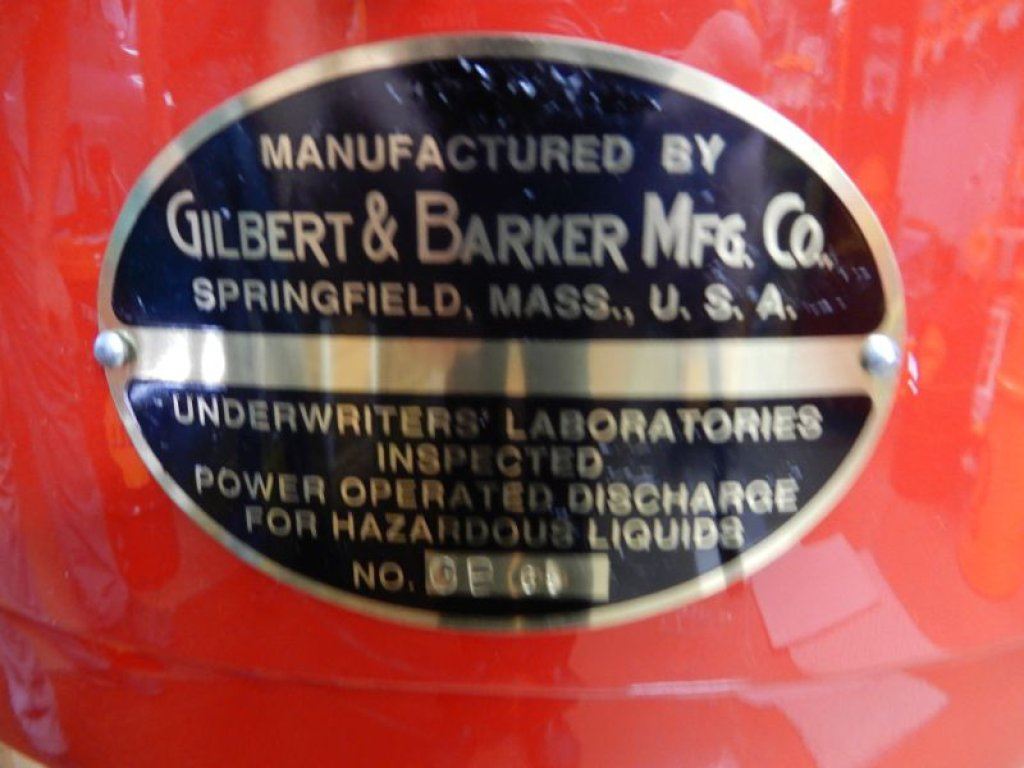 MANUFACTURED BY
GILBERT & BARKER MFG. CO.
SPRINGFIELD, MASS., U. S. A.
UNDERWRITERS' LABORATORIES
INSPECTED
POWER OPERATED DISCHARGE
FOR HAZARDOUS LIQUIDS
NO.